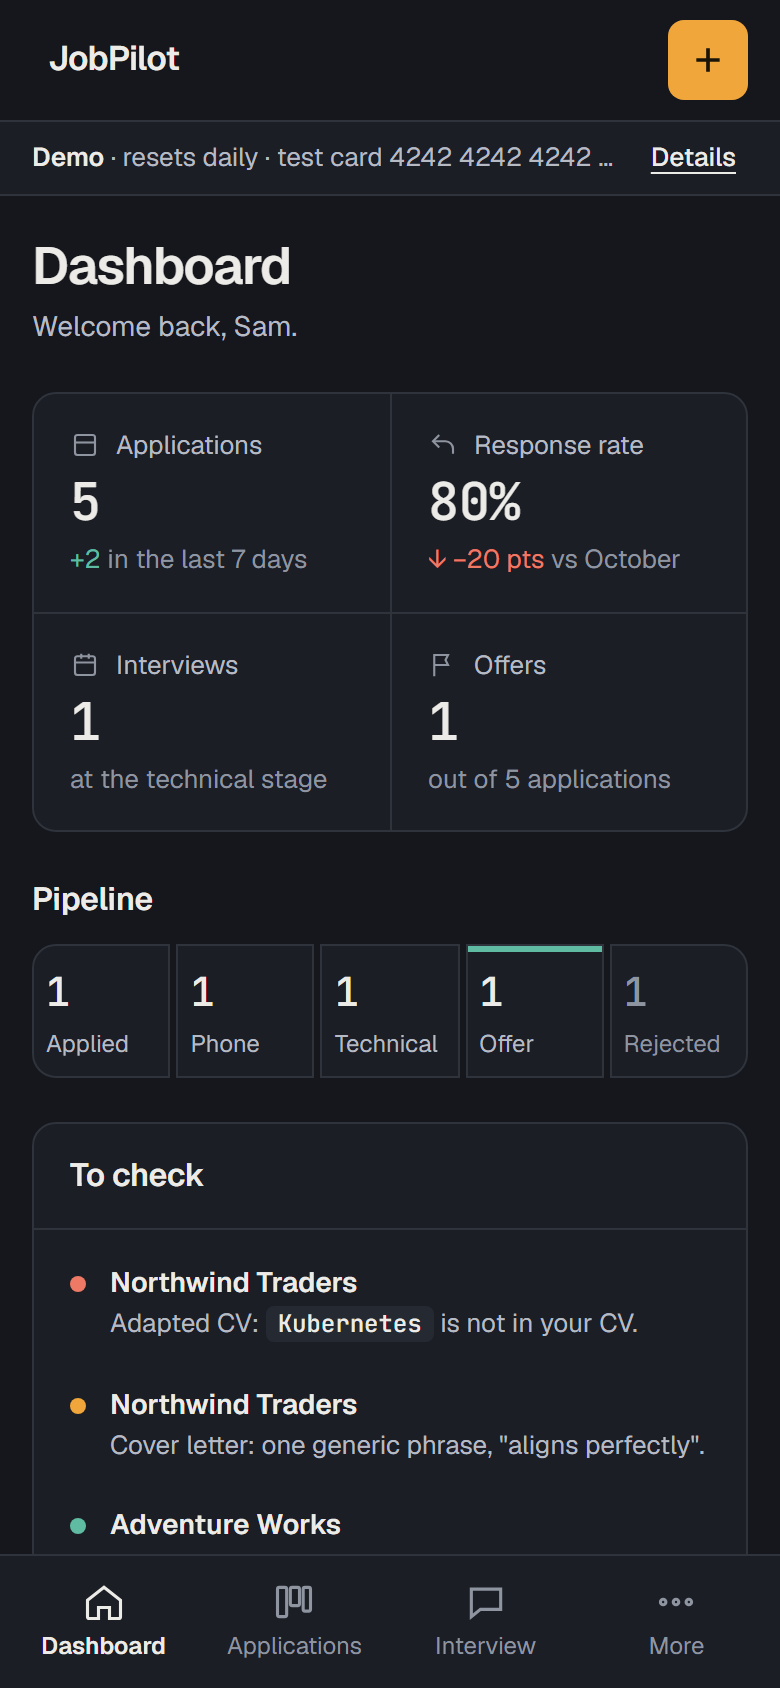 JobPilot
+
Demo · resets daily · test card 4242 4242 4242 ... Details
Dashboard
Welcome back, Sam.
Applications
5
+2 in the last 7 days
Response rate
80%
↓ −20 pts vs October
Interviews
1
at the technical stage
Offers
1
out of 5 applications
Pipeline
1
Applied
1
Phone
1
Technical
1
Offer
1
Rejected
To check
Northwind Traders
Adapted CV: Kubernetes is not in your CV.
Northwind Traders
Cover letter: one generic phrase, "aligns perfectly".
Adventure Works
Dashboard
Applications
Interview
More